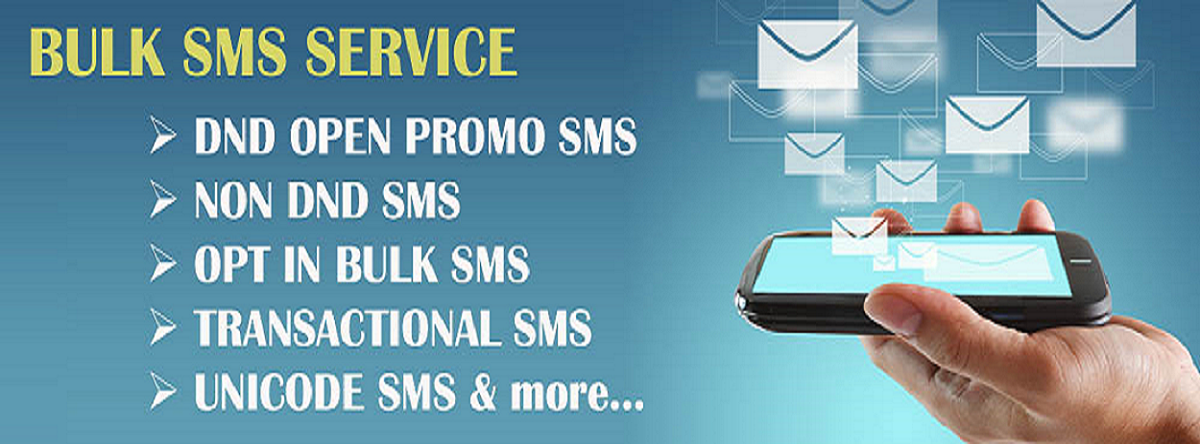 BULK SMS SERVICE
DND OPEN PROMO SMS
NON DND SMS
OPT IN BULK SMS
TRANSACTIONAL SMS
UNICODE SMS & more...